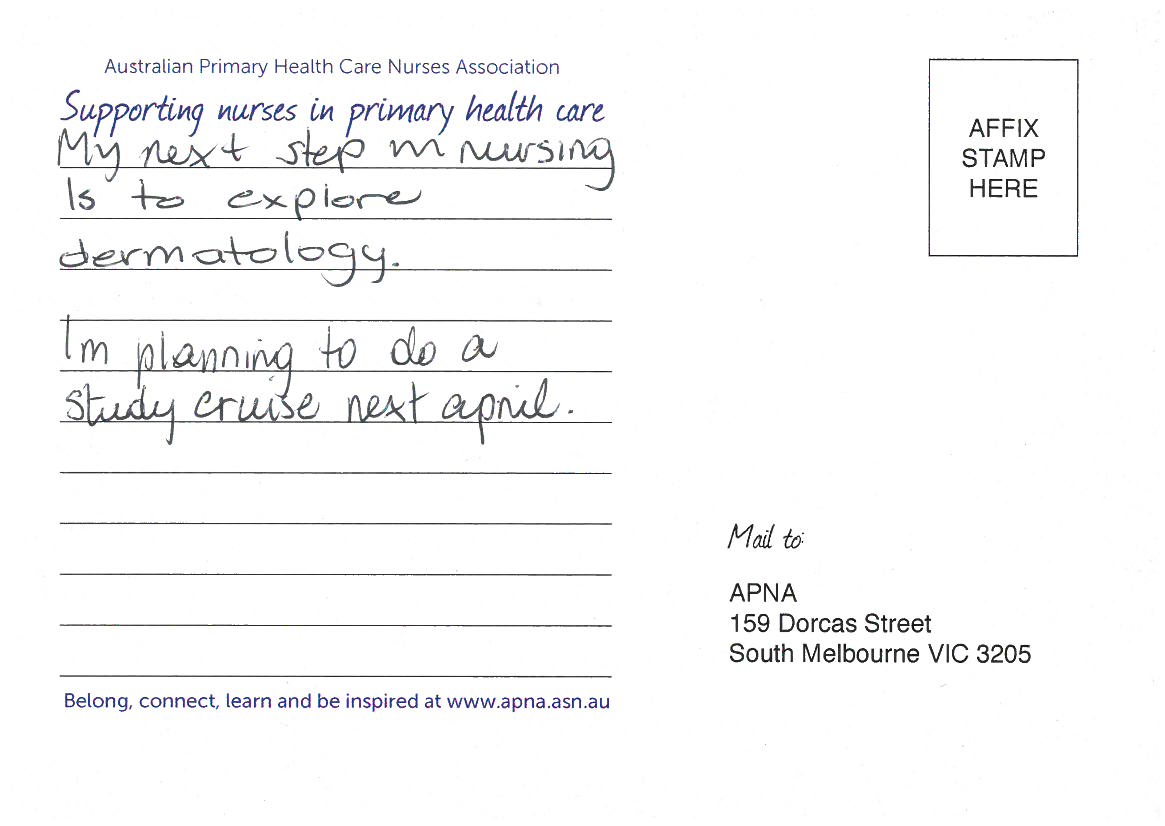 Australian Primary Health Care Nurses Association
Supporting nurses in primary health care
My next step in nursing
Is to explore
dermatology.
Im planning to do a
study cruise next april.
Belong, connect, learn and be inspired at www.apna.asn.au
AFFIX
STAMP
HERE
Mail to:
APNA
159 Dorcas Street
South Melbourne VIC 3205